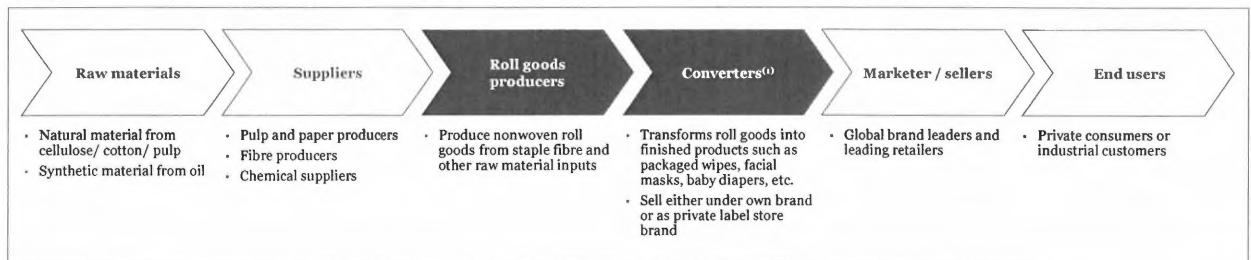 Raw materials
Suppliers
Roll goods
producers
Converters⁽¹⁾
Marketer / sellers
End users
· Natural material from
cellulose/ cotton/ pulp
· Synthetic material from oil
· Pulp and paper producers
· Fibre producers
· Chemical suppliers
· Produce nonwoven roll
goods from staple fibre and
other raw material inputs
· Transforms roll goods into
finished products such as
packaged wipes, facial
masks, baby diapers, etc.
· Sell either under own brand
or as private label store
brand
· Global brand leaders and
leading retailers
· Private consumers or
industrial customers